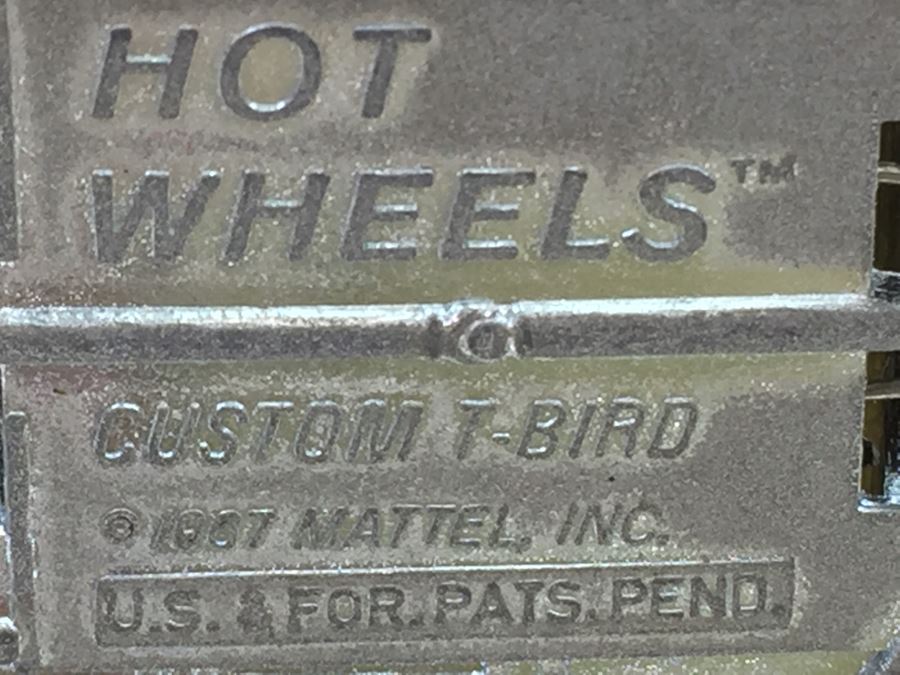 HOT
WHEELS™
CUSTOM T-BIRD
© 1967 MATTEL, INC.
U.S. & FOR. PATS. PEND.